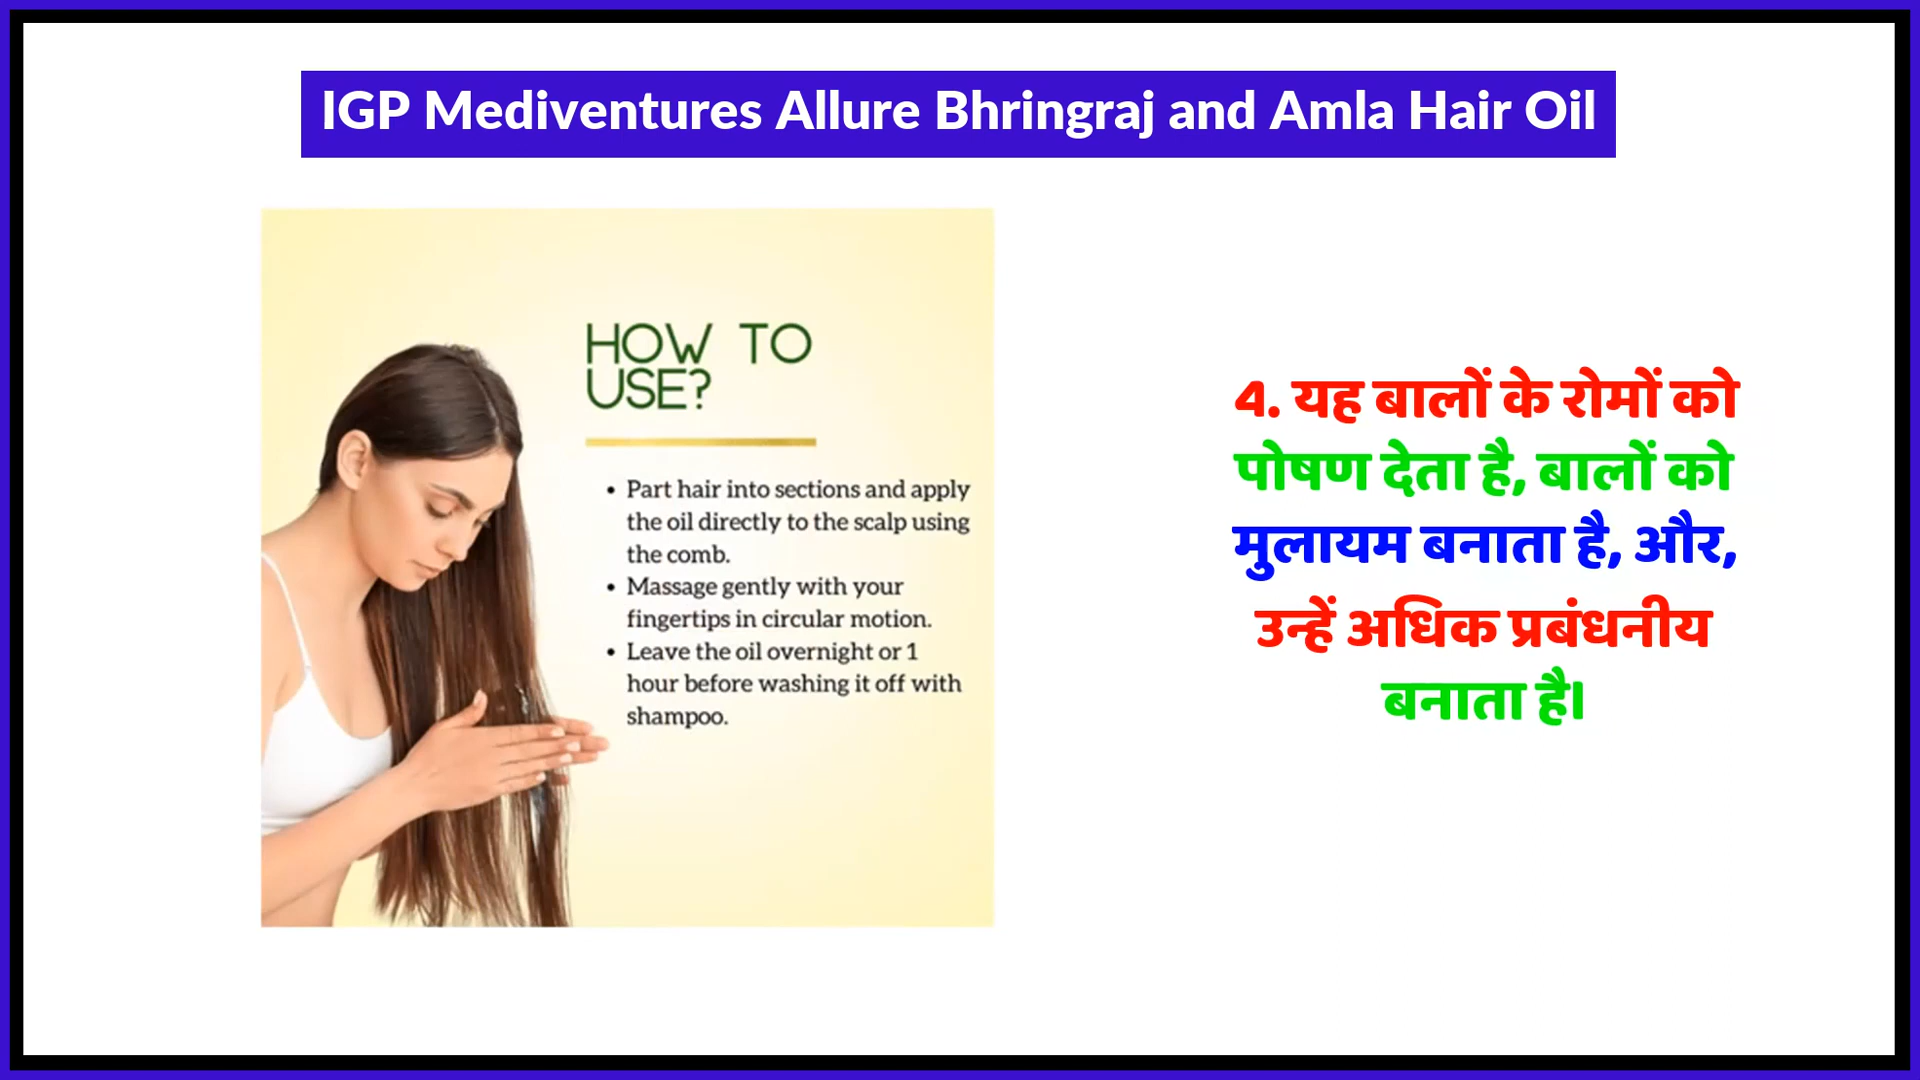 IGP Mediventures Allure Bhringraj and Amla Hair Oil
HOW TO
USE?
• Part hair into sections and apply
the oil directly to the scalp using
the comb.
• Massage gently with your
fingertips in circular motion.
• Leave the oil overnight or 1
hour before washing it off with
shampoo.
4. यह बालों के रोमों को
पोषण देता है, बालों को
मुलायम बनाता है, और,
उन्हें अधिक प्रबंधनीय
बनाता है।